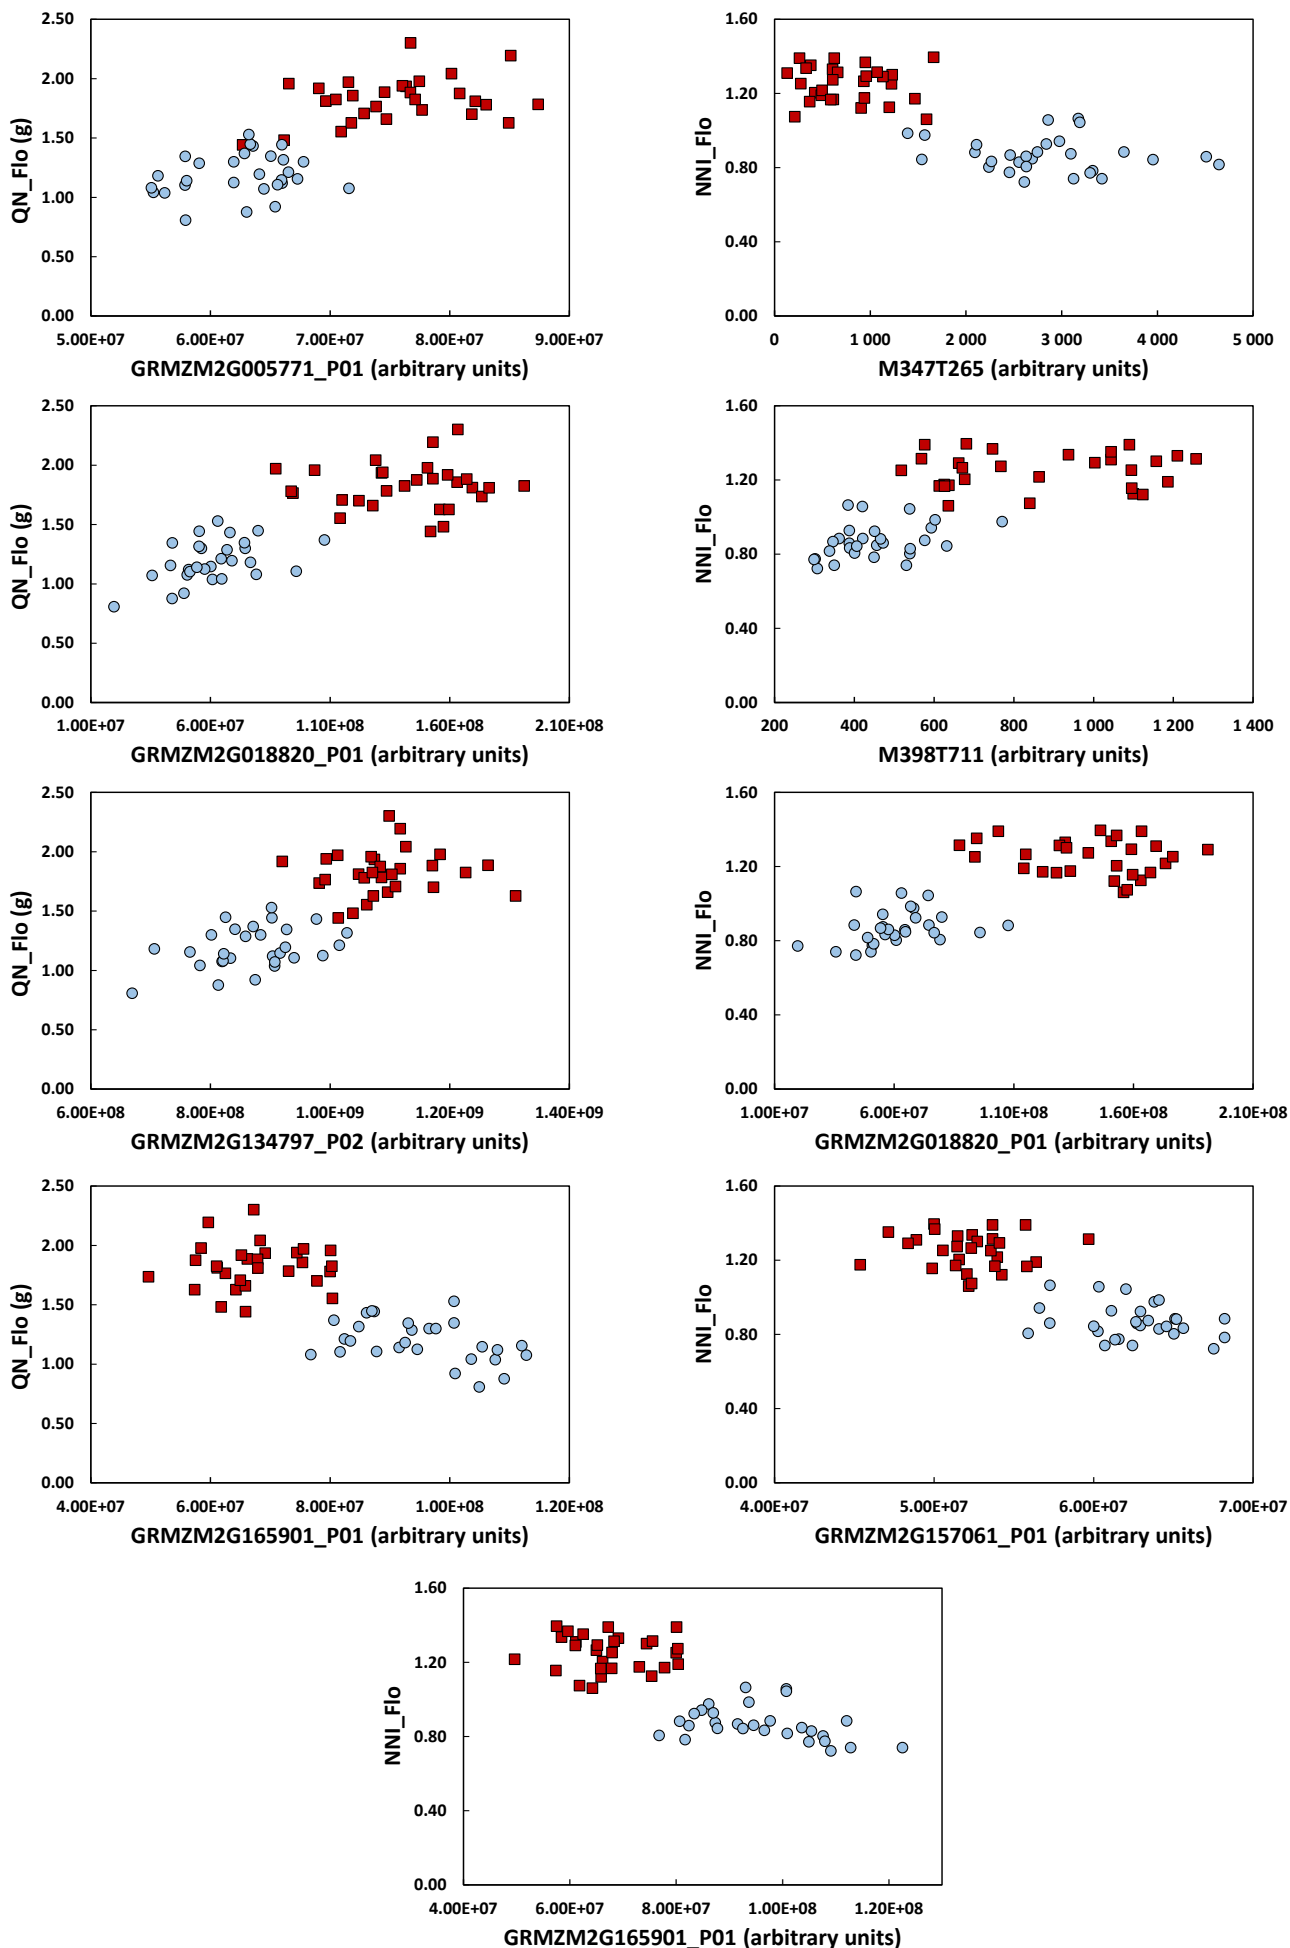 2.50
2.00
1.50
1.00
0.50
0.00
QN_Flo (g)
5.00E+07 6.00E+07 7.00E+07 8.00E+07 9.00E+07
GRMZM2G005771_P01 (arbitrary units)
1.60
1.20
0.80
0.40
0.00
NNI_Flo
0 1 000 2 000 3 000 4 000 5 000
M347T265 (arbitrary units)
2.50
2.00
1.50
1.00
0.50
0.00
QN_Flo (g)
1.00E+07 6.00E+07 1.10E+08 1.60E+08 2.10E+08
GRMZM2G018820_P01 (arbitrary units)
1.60
1.20
0.80
0.40
0.00
NNI_Flo
200 400 600 800 1 000 1 200 1 400
M398T711 (arbitrary units)
2.50
2.00
1.50
1.00
0.50
0.00
QN_Flo (g)
6.00E+08 8.00E+08 1.00E+09 1.20E+09 1.40E+09
GRMZM2G134797_P02 (arbitrary units)
1.60
1.20
0.80
0.40
0.00
NNI_Flo
1.00E+07 6.00E+07 1.10E+08 1.60E+08 2.10E+08
GRMZM2G018820_P01 (arbitrary units)
2.50
2.00
1.50
1.00
0.50
0.00
QN_Flo (g)
4.00E+07 6.00E+07 8.00E+07 1.00E+08 1.20E+08
GRMZM2G165901_P01 (arbitrary units)
1.60
1.20
0.80
0.40
0.00
NNI_Flo
4.00E+07 5.00E+07 6.00E+07 7.00E+07
GRMZM2G157061_P01 (arbitrary units)
1.60
1.20
0.80
0.40
0.00
NNI_Flo
4.00E+07 6.00E+07 8.00E+07 1.00E+08 1.20E+08
GRMZM2G165901_P01 (arbitrary units)